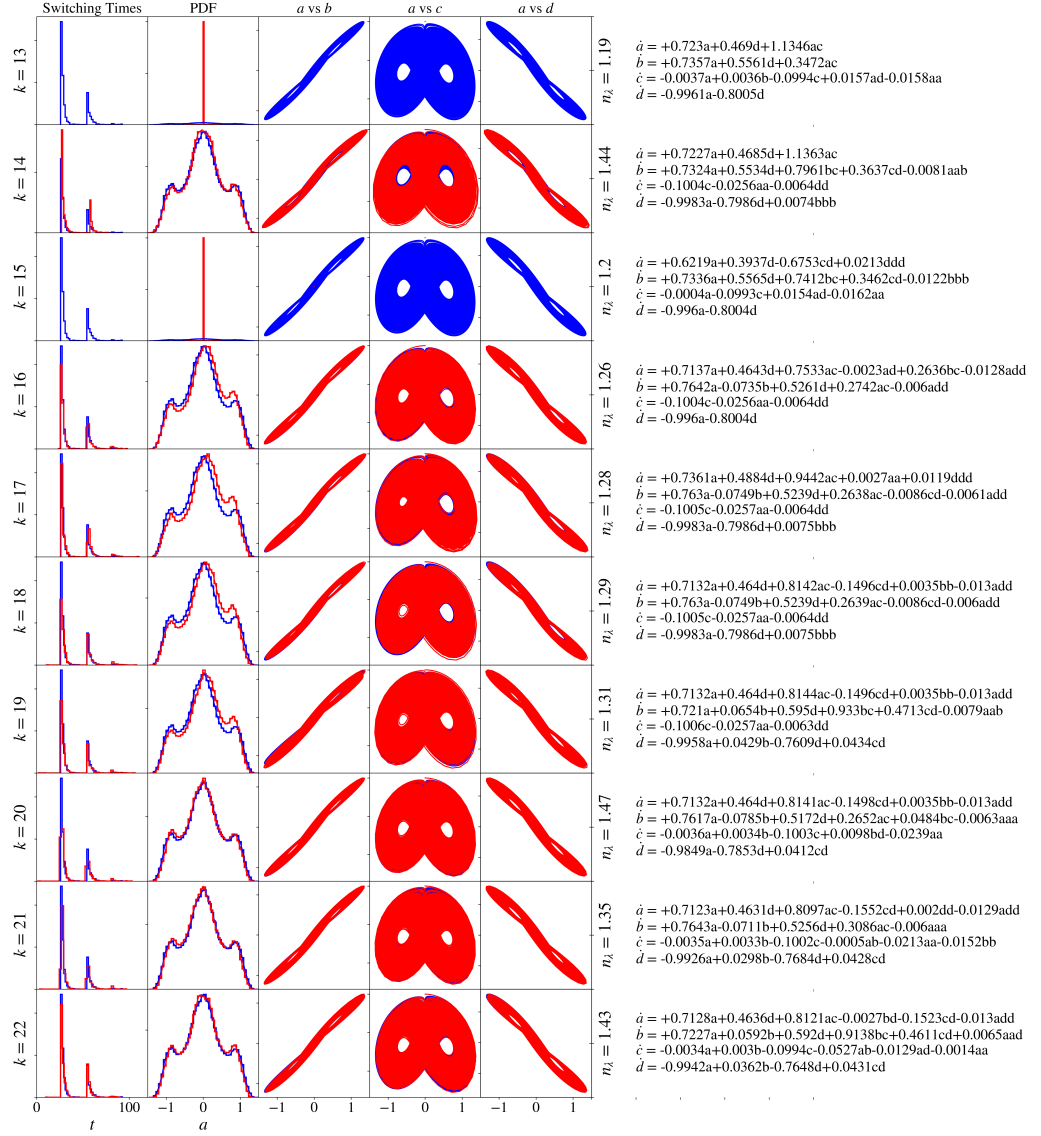 Switching Times PDF a vs b a vs c a vs d
k = 13
n_λ = 1.19
ȧ = +0.723a+0.469d+1.1346ac
ḃ = +0.7357a+0.5561d+0.3472ac
ċ = -0.0037a+0.0036b-0.0994c+0.0157ad-0.0158aa
ḋ = -0.9961a-0.8005d
k = 14
n_λ = 1.44
ȧ = +0.7227a+0.4685d+1.1363ac
ḃ = +0.7324a+0.5534d+0.7961bc+0.3637cd-0.0081aab
ċ = -0.1004c-0.0256aa-0.0064dd
ḋ = -0.9983a-0.7986d+0.0074bbb
k = 15
n_λ = 1.2
ȧ = +0.6219a+0.3937d-0.6753cd+0.0213ddd
ḃ = +0.7336a+0.5565d+0.7412bc+0.3462cd-0.0122bbb
ċ = -0.0004a-0.0993c+0.0154ad-0.0162aa
ḋ = -0.996a-0.8004d
k = 16
n_λ = 1.26
ȧ = +0.7137a+0.4643d+0.7533ac-0.0023ad+0.2636bc-0.0128add
ḃ = +0.7642a-0.0735b+0.5261d+0.2742ac-0.006add
ċ = -0.1004c-0.0256aa-0.0064dd
ḋ = -0.996a-0.8004d
k = 17
n_λ = 1.28
ȧ = +0.7361a+0.4884d+0.9442ac+0.0027aa+0.0119ddd
ḃ = +0.763a-0.0749b+0.5239d+0.2638ac-0.0086cd-0.0061add
ċ = -0.1005c-0.0257aa-0.0064dd
ḋ = -0.9983a-0.7986d+0.0075bbb
k = 18
n_λ = 1.29
ȧ = +0.7132a+0.464d+0.8142ac-0.1496cd+0.0035bb-0.013add
ḃ = +0.763a-0.0749b+0.5239d+0.2639ac-0.0086cd-0.006add
ċ = -0.1005c-0.0257aa-0.0064dd
ḋ = -0.9983a-0.7986d+0.0075bbb
k = 19
n_λ = 1.31
ȧ = +0.7132a+0.464d+0.8144ac-0.1496cd+0.0035bb-0.013add
ḃ = +0.721a+0.0654b+0.595d+0.933bc+0.4713cd-0.0079aab
ċ = -0.1006c-0.0257aa-0.0063dd
ḋ = -0.9958a+0.0429b-0.7609d+0.0434cd
k = 20
n_λ = 1.47
ȧ = +0.7132a+0.464d+0.8141ac-0.1498cd+0.0035bb-0.013add
ḃ = +0.7617a-0.0785b+0.5172d+0.2652ac+0.0484bc-0.0063aaa
ċ = -0.0036a+0.0034b-0.1003c+0.0098bd-0.0239aa
ḋ = -0.9849a-0.7853d+0.0412cd
k = 21
n_λ = 1.35
ȧ = +0.7123a+0.4631d+0.8097ac-0.1552cd+0.002dd-0.0129add
ḃ = +0.7643a-0.0711b+0.5256d+0.3086ac-0.006aaa
ċ = -0.0035a+0.0033b-0.1002c-0.0005ab-0.0213aa-0.0152bb
ḋ = -0.9926a+0.0298b-0.7684d+0.0428cd
k = 22
n_λ = 1.43
ȧ = +0.7128a+0.4636d+0.8121ac-0.0027bd-0.1523cd-0.013add
ḃ = +0.7227a+0.0592b+0.592d+0.9138bc+0.4611cd+0.0065aad
ċ = -0.0034a+0.003b-0.0994c-0.0527ab-0.0129ad-0.0014aa
ḋ = -0.9942a+0.0362b-0.7648d+0.0431cd
0 100 −1 0 1 −1 0 1 −1 0 1 −1 0 1
t a